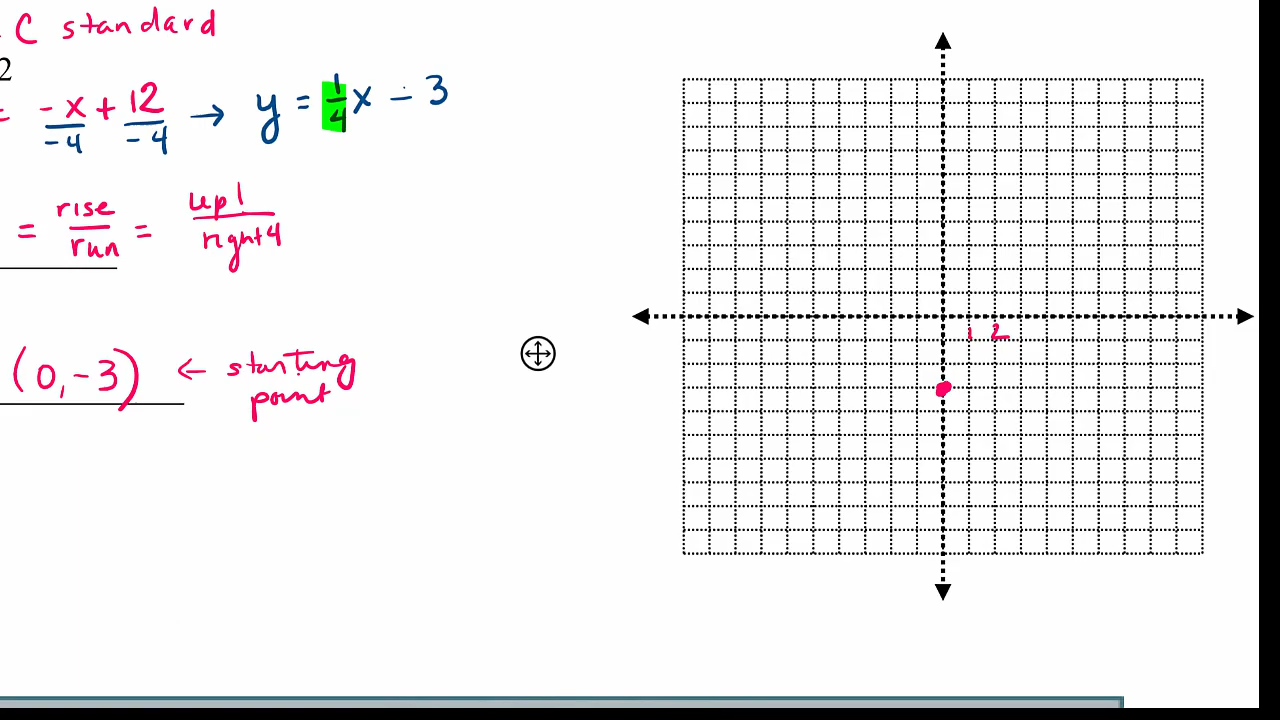 . C standard
2
= -x + 12 → y = 1/4 x - 3
-4 -4
= rise/run = up 1/right 4
(0, -3) ← starting
point
1 2